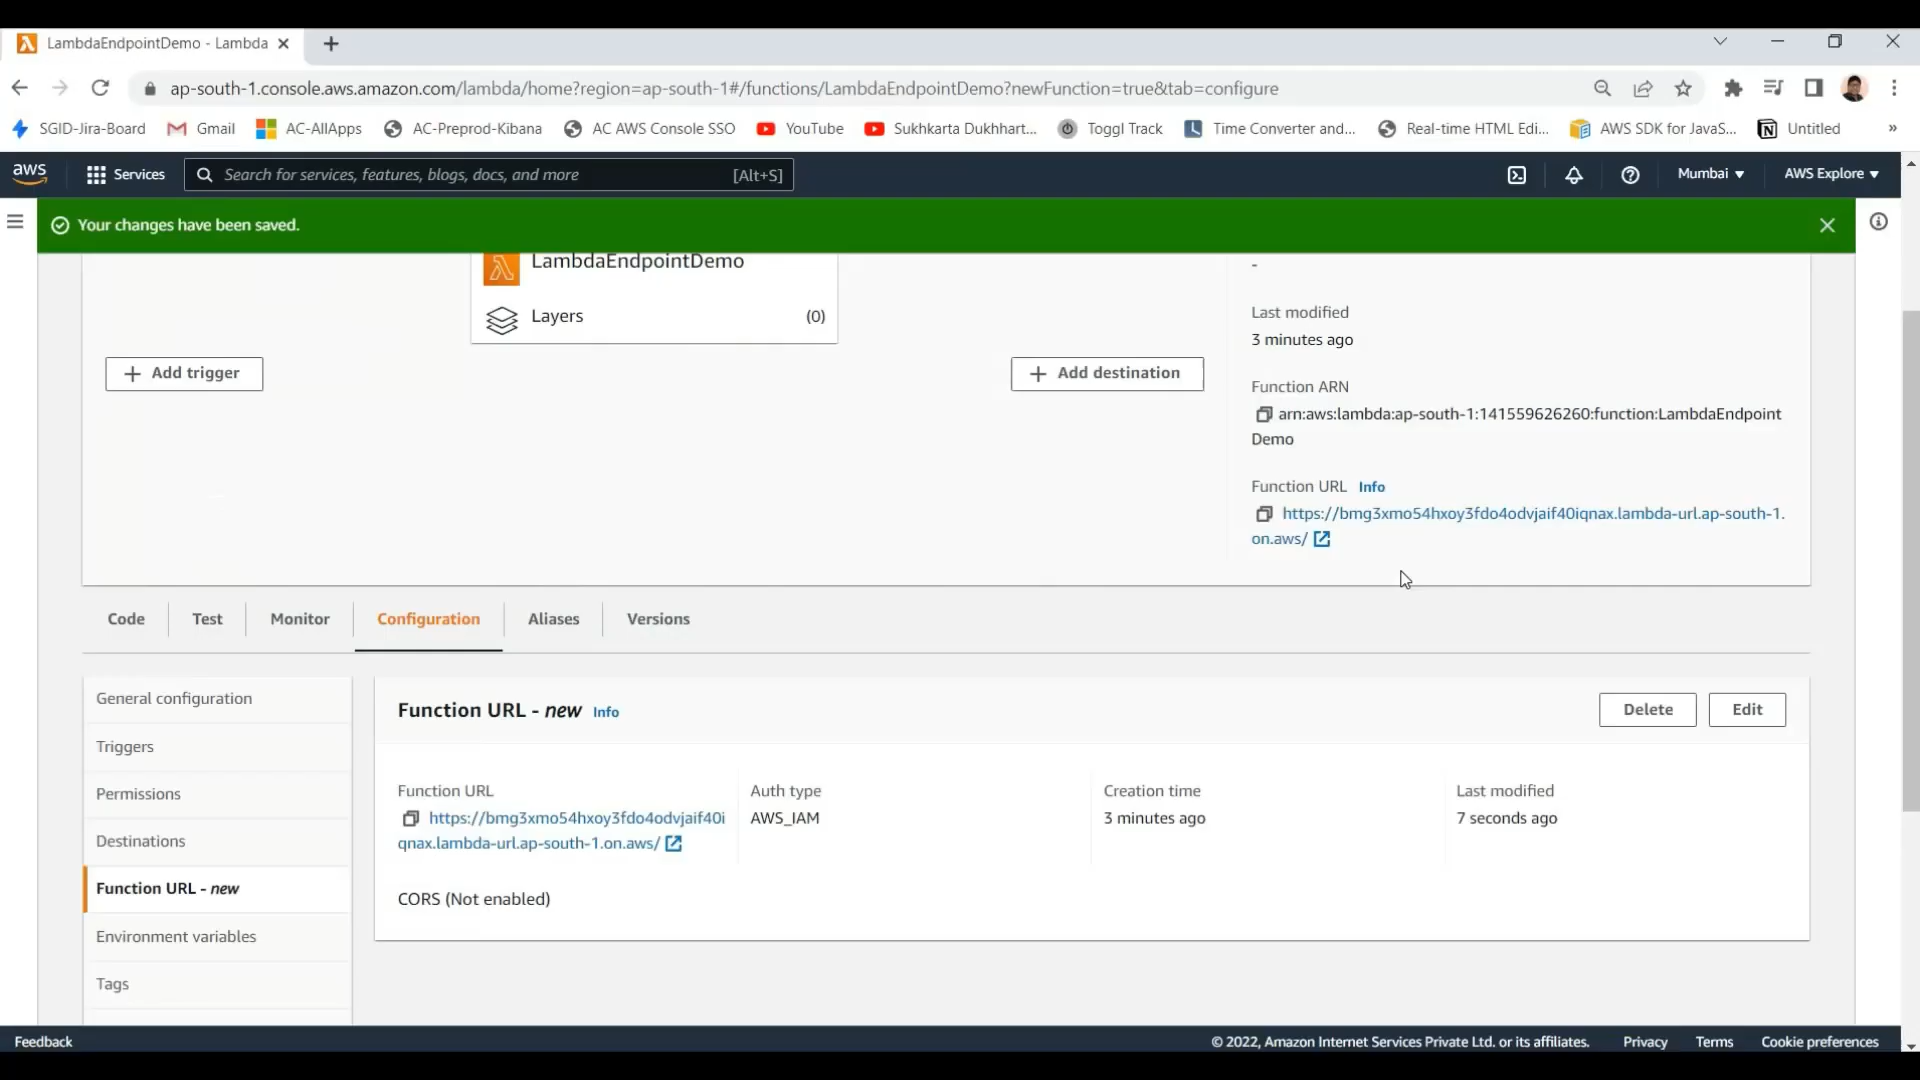 LambdaEndpointDemo - Lambda
ap-south-1.console.aws.amazon.com/lambda/home?region=ap-south-1#/functions/LambdaEndpointDemo?newFunction=true&tab=configure
SGID-Jira-Board Gmail AC-AllApps AC-Preprod-Kibana AC AWS Console SSO YouTube Sukhkarta Dukhhart... Toggl Track Time Converter and... Real-time HTML Edi... AWS SDK for JavaS... Untitled »
aws Services Search for services, features, blogs, docs, and more [Alt+S] Mumbai AWS Explore
Your changes have been saved.
LambdaEndpointDemo
Layers (0)
Add trigger
Add destination
-
Last modified
3 minutes ago
Function ARN
arn:aws:lambda:ap-south-1:141559626260:function:LambdaEndpoint
Demo
Function URL Info
https://bmg3xmo54hxoy3fdo4odvjaif40iqnax.lambda-url.ap-south-1.
on.aws/
Code Test Monitor Configuration Aliases Versions
General configuration
Triggers
Permissions
Destinations
Function URL - new
Environment variables
Tags
Function URL - new Info
Delete Edit
Function URL
https://bmg3xmo54hxoy3fdo4odvjaif40i
qnax.lambda-url.ap-south-1.on.aws/
Auth type
AWS_IAM
Creation time
3 minutes ago
Last modified
7 seconds ago
CORS (Not enabled)
Feedback © 2022, Amazon Internet Services Private Ltd. or its affiliates. Privacy Terms Cookie preferences